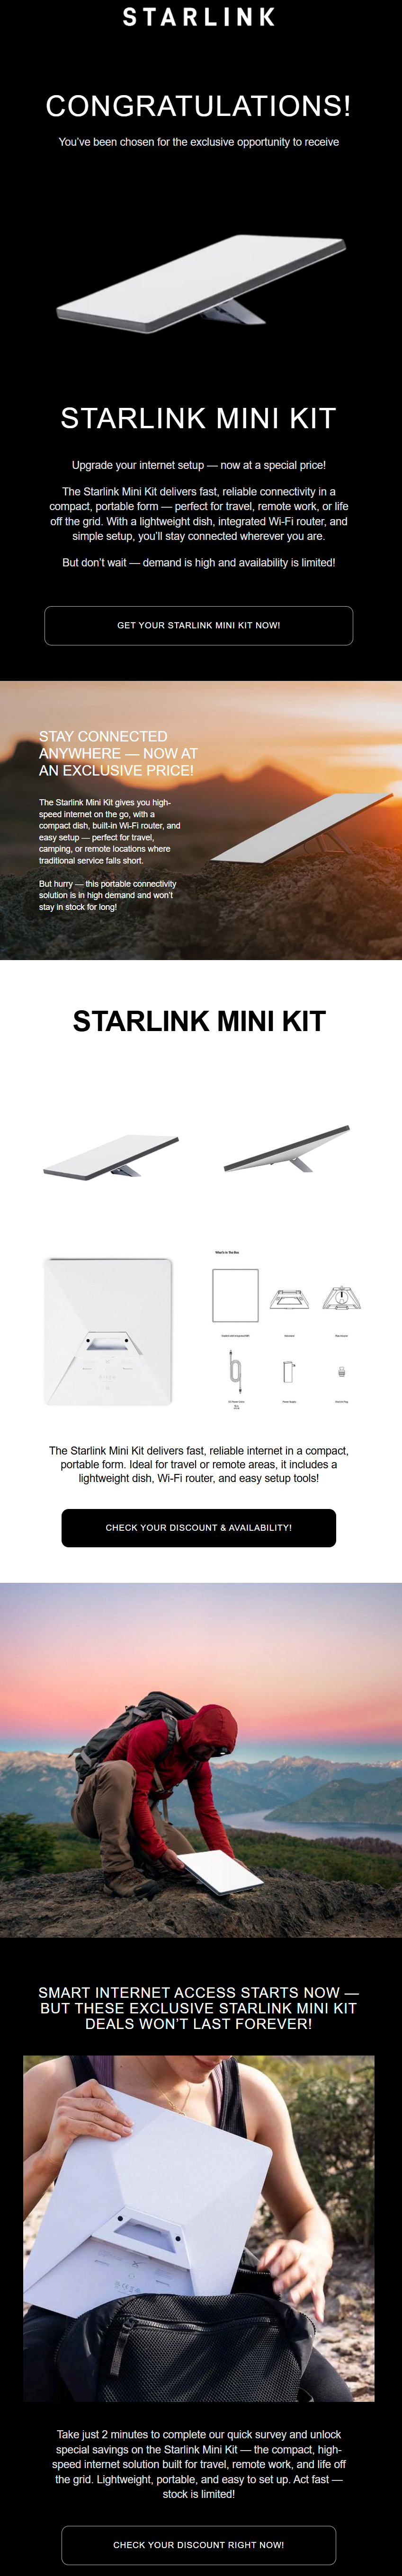 STARLINK
CONGRATULATIONS!
You've been chosen for the exclusive opportunity to receive
STARLINK MINI KIT
Upgrade your internet setup — now at a special price!
The Starlink Mini Kit delivers fast, reliable connectivity in a
compact, portable form — perfect for travel, remote work, or life
off the grid. With a lightweight dish, integrated Wi-Fi router, and
simple setup, you'll stay connected wherever you are.
But don't wait — demand is high and availability is limited!
GET YOUR STARLINK MINI KIT NOW!
STAY CONNECTED
ANYWHERE — NOW AT
AN EXCLUSIVE PRICE!
The Starlink Mini Kit gives you high-
speed internet on the go, with a
compact dish, built-in Wi-Fi router, and
easy setup — perfect for travel,
camping, or remote locations where
traditional service falls short.
But hurry — this portable connectivity
solution is in high demand and won't
stay in stock for long!
STARLINK MINI KIT
What's In The Box
The Starlink Mini Kit delivers fast, reliable internet in a compact,
portable form. Ideal for travel or remote areas, it includes a
lightweight dish, Wi-Fi router, and easy setup tools!
CHECK YOUR DISCOUNT & AVAILABILITY!
SMART INTERNET ACCESS STARTS NOW —
BUT THESE EXCLUSIVE STARLINK MINI KIT
DEALS WON'T LAST FOREVER!
Take just 2 minutes to complete our quick survey and unlock
special savings on the Starlink Mini Kit — the compact, high-
speed internet solution built for travel, remote work, and life off
the grid. Lightweight, portable, and easy to set up. Act fast —
stock is limited!
CHECK YOUR DISCOUNT RIGHT NOW!